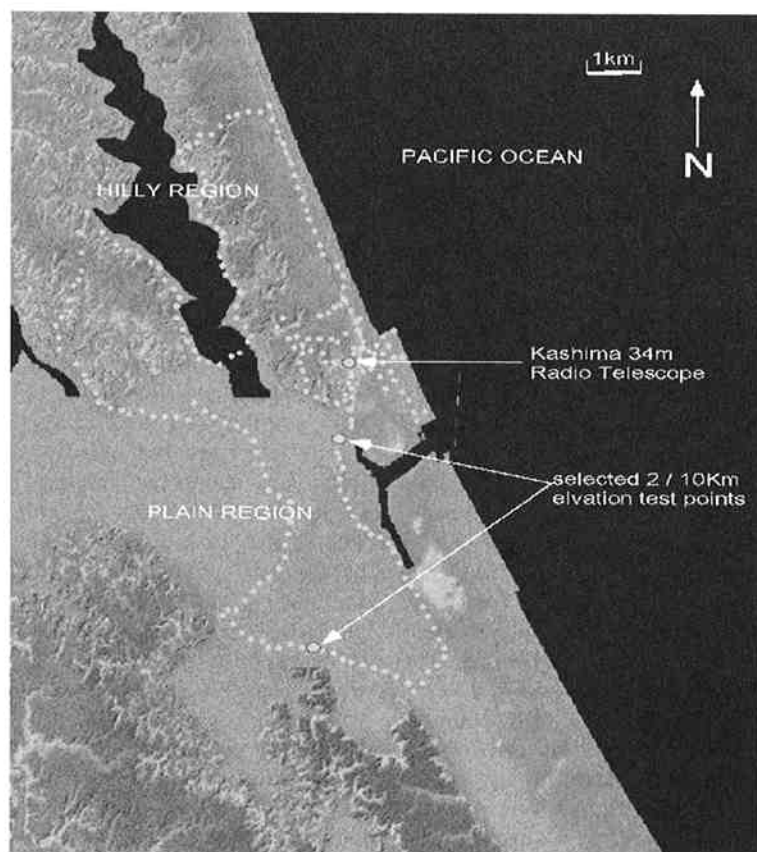 1km
PACIFIC OCEAN
N
HILLY REGION
Kashima 34m
Radio Telescope
selected 2 / 10Km
elvation test points
PLAIN REGION